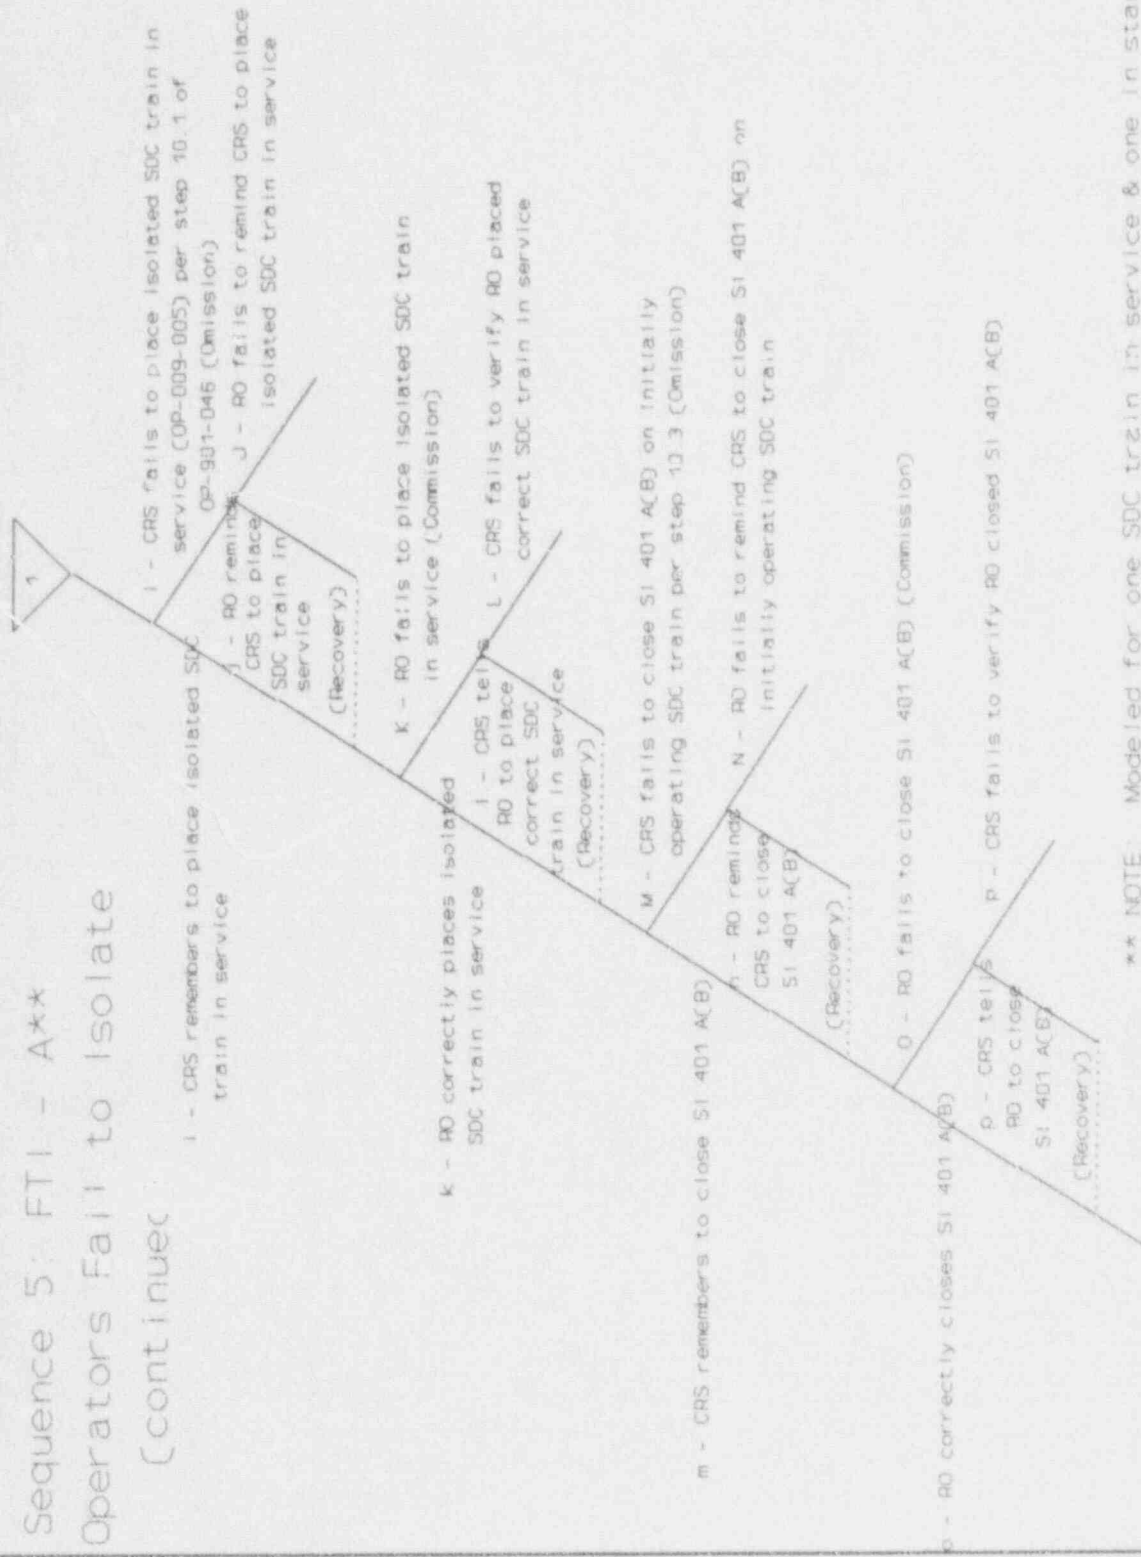 Sequence 5: FTI - A**
Operators Fail to Isolate
(continue
1
I - CRS fails to place isolated SDC train in
service (OP-009-005) per step 10.1 of
OP-901-046 (Omission)
i - CRS remembers to place isolated SDC
train in service
J - RO fails to remind CRS to place
isolated SDC train in service
j - RO reminds
CRS to place
SDC train in
service
(Recovery)
K - RO fails to place isolated SDC train
in service (Commission)
k - RO correctly places isolated
SDC train in service
L - CRS fails to verify RO placed
correct SDC train in service
l - CRS tells
RO to place
correct SDC
train in service
(Recovery)
M - CRS fails to close SI 401 A(B) on initially
operating SDC train per step 10.3 (Omission)
m - CRS remembers to close SI 401 A(B)
N - RO fails to remind CRS to close SI 401 A(B) on
initially operating SDC train
n - RO reminds
CRS to close
SI 401 A(B)
(Recovery)
O - RO fails to close SI 401 A(B) (Commission)
o - RO correctly closes SI 401 A(B)
P - CRS fails to verify RO closed SI 401 A(B)
p - CRS tells
RO to close
SI 401 A(B)
(Recovery)
** NOTE: Modeled for one SDC train in service & one in sta